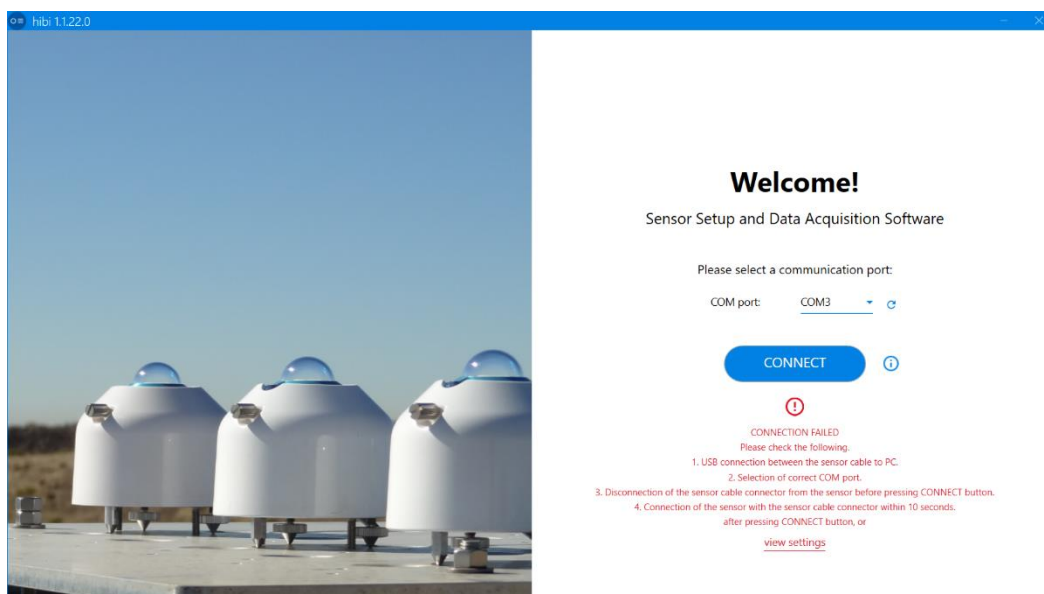 hibi 1.1.22.0
Welcome!
Sensor Setup and Data Acquisition Software
Please select a communication port:
COM port: COM3
CONNECT
CONNECTION FAILED
Please check the following.
1. USB connection between the sensor cable to PC.
2. Selection of correct COM port.
3. Disconnection of the sensor cable connector from the sensor before pressing CONNECT button.
4. Connection of the sensor with the sensor cable connector within 10 seconds.
after pressing CONNECT button, or
view settings